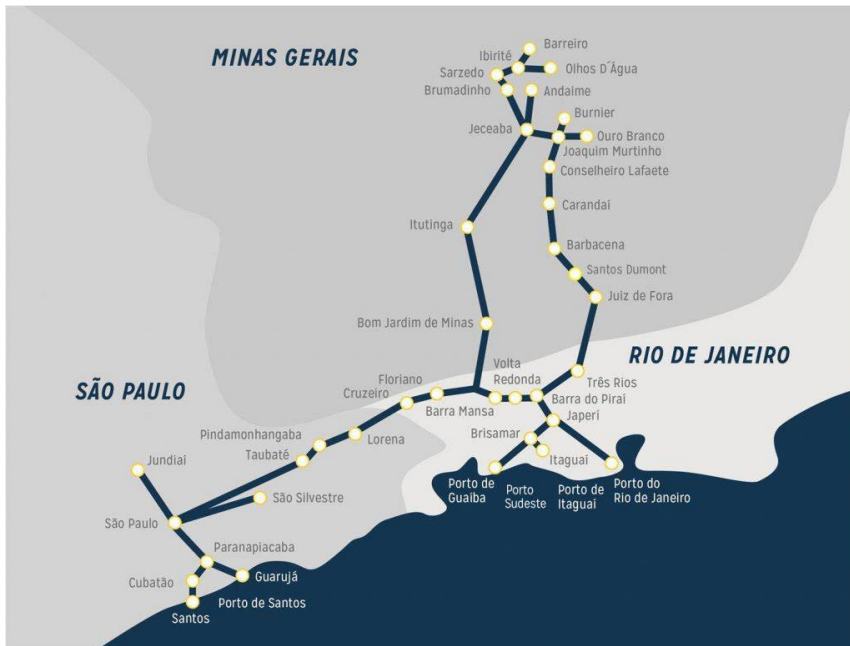 MINAS GERAIS
Barreiro
Ibirité
Olhos D´Água
Sarzedo
Brumadinho
Andaime
Burnier
Jeceaba
Ouro Branco
Joaquim Murtinho
Conselheiro Lafaete
Carandaí
Itutinga
Barbacena
Santos Dumont
Juiz de Fora
Bom Jardim de Minas
RIO DE JANEIRO
Volta
Redonda
Três Rios
SÃO PAULO
Floriano
Cruzeiro
Barra Mansa
Barra do Piraí
Japeri
Pindamonhangaba
Lorena
Brisamar
Taubaté
Itaguaí
Jundiaí
Porto de
Guaíba
Porto
Sudeste
Porto de
Itaguaí
Porto do
Rio de Janeiro
São Silvestre
São Paulo
Paranapiacaba
Cubatão
Guarujá
Porto de Santos
Santos